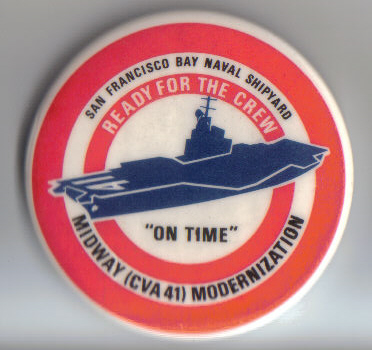 SAN FRANCISCO BAY NAVAL SHIPYARD
READY FOR THE CREW
41
"ON TIME"
MIDWAY (CVA 41) MODERNIZATION